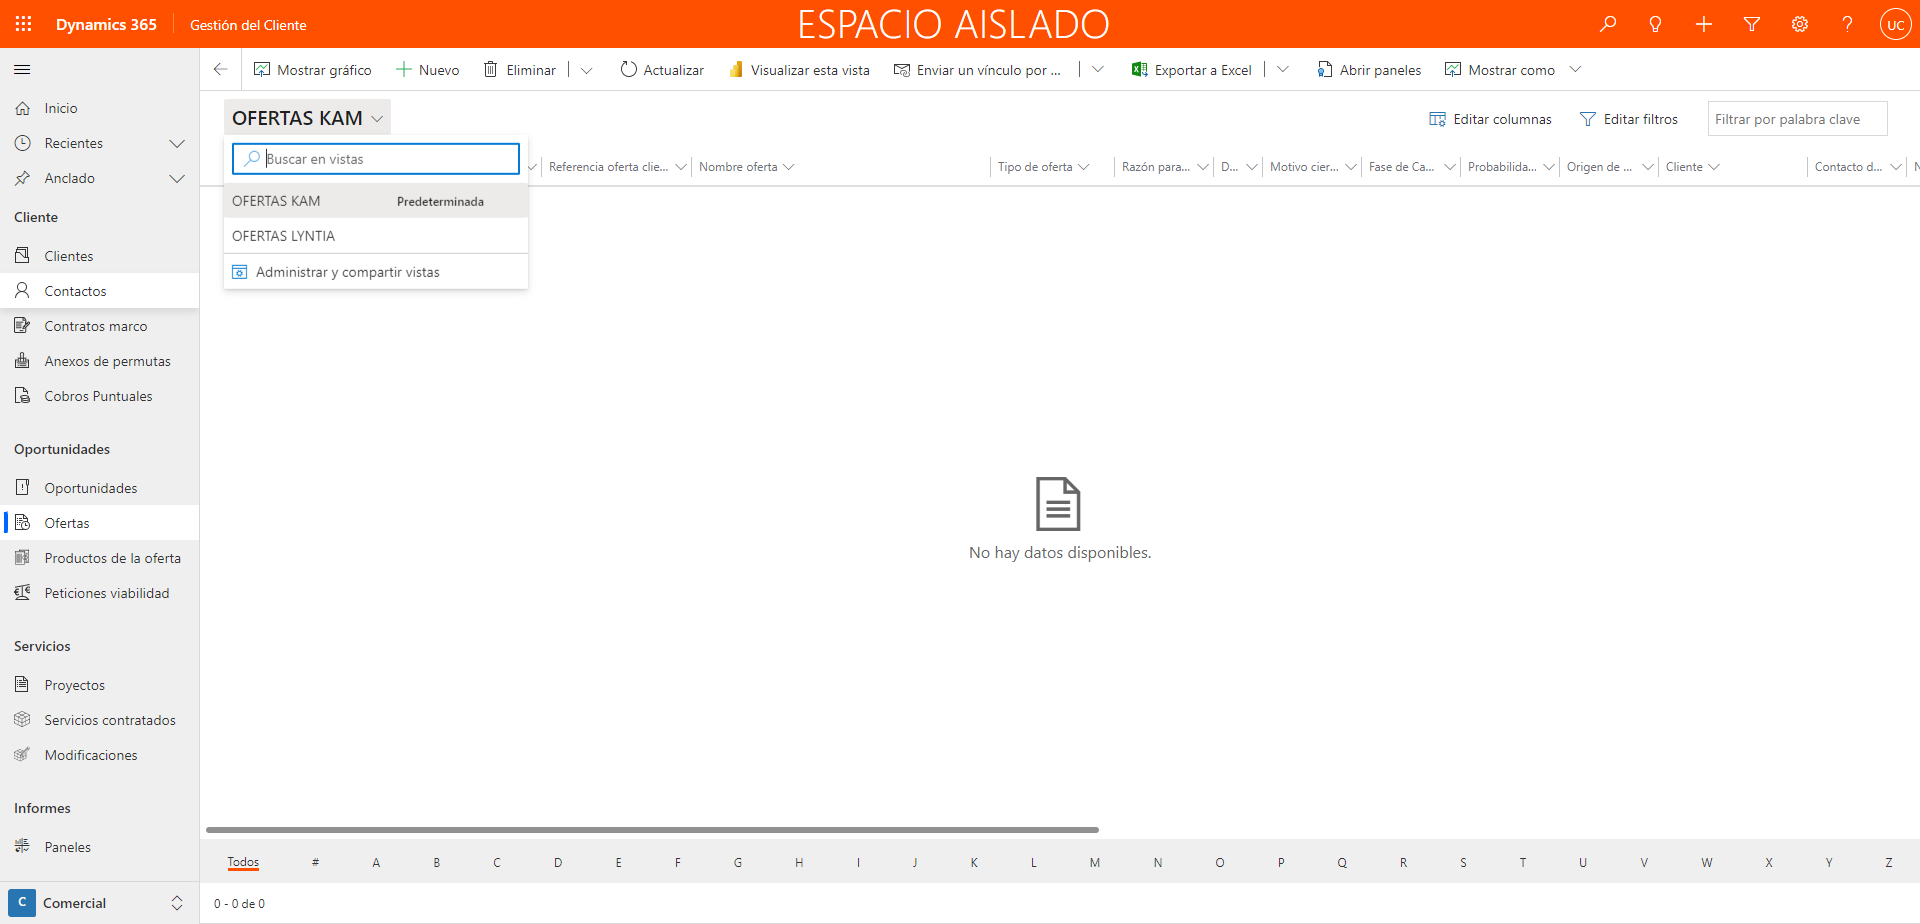 Dynamics 365
Gestión del Cliente
ESPACIO AISLADO
UC
Mostrar gráfico
Nuevo
Eliminar
Actualizar
Visualizar esta vista
Enviar un vínculo por ...
Exportar a Excel
Abrir paneles
Mostrar como
Inicio
Recientes
Anclado
Cliente
Clientes
Contactos
Contratos marco
Anexos de permutas
Cobros Puntuales
Oportunidades
Oportunidades
Ofertas
Productos de la oferta
Peticiones viabilidad
Servicios
Proyectos
Servicios contratados
Modificaciones
Informes
Paneles
C Comercial
OFERTAS KAM
Editar columnas
Editar filtros
Filtrar por palabra clave
Buscar en vistas
OFERTAS KAM Predeterminada
OFERTAS LYNTIA
Administrar y compartir vistas
Referencia oferta clie...
Nombre oferta
Tipo de oferta
Razón para...
D...
Motivo cier...
Fase de Ca...
Probabilida...
Origen de ...
Cliente
Contacto d...
No hay datos disponibles.
Todos # A B C D E F G H I J K L M N O P Q R S T U V W X Y Z
0 - 0 de 0